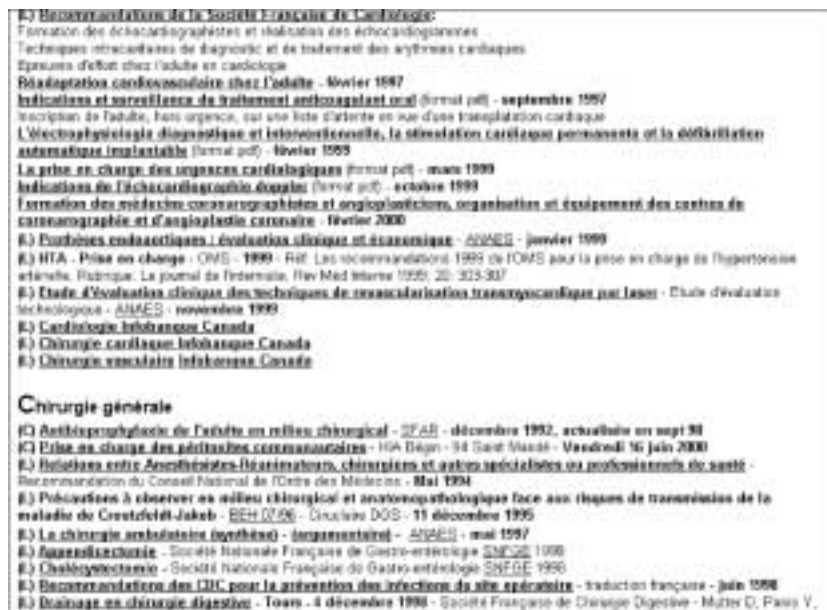 (L) Recommandations de la Société Française de Cardiologie:
Formation des échocardiographistes et réalisation des échocardiogrammes
Techniques intracardiaires de diagnostic et de traitement des arythmies cardiaques
Epreuves d'effort chez l'adulte en cardiologie
Réadaptation cardiovasculaire chez l'adulte - février 1997
Indications et surveillance du traitement anticoagulant oral (format pdf) - septembre 1997
Inscription de l'adulte, hors urgence, sur une liste d'attente en vue d'une transplatation cardiaque
L'électrophysiologie diagnostique et interventionnelle, la stimulation cardiaque permanente et la défibrillation
automatique implantable (format pdf) - février 1999
La prise en charge des urgences cardiologiques (format pdf) - mars 1999
Indications de l'échocardiographie doppler (format pdf) - octobre 1999
Formation des médecins coronarographistes et angioplasticiens, organisation et équipement des centres de
coronarographie et d'angioplastie coronaire - février 2000
(L) Prothèses endoaortiques : évaluation clinique et économique - ANAES - janvier 1999
(L) HTA - Prise en charge - OMS - 1999 - Réf: Les recommandations 1999 de l'OMS pour la prise en charge de l'hypertension
artérielle. Rubrique: Le journal de l'interniste. Rev Med Interne 1999; 20: 303-307
(L) Etude d'évaluation clinique des techniques de revascularisation transmyocardique par laser - Etude d'évaluation
technologique - ANAES - novembre 1999
(L) Cardiologie Infobanque Canada
(L) Chirurgie cardiaque Infobanque Canada
(L) Chirurgie vasculaire Infobanque Canada
Chirurgie générale
(C) Antibioprophylaxie de l'adulte en milieu chirurgical - SFAR - décembre 1992, actualisée en sept 98
(C) Prise en charge des péritonites communautaires - HIA Bégin - 94 Saint Mandé - Vendredi 16 juin 2000
(L) Relations entre Anesthésistes-Réanimateurs, chirurgiens et autres spécialistes ou professionnels de santé -
Recommandation du Conseil National de l'Ordre des Médecins - Mai 1994
(L) Précautions à observer en milieu chirurgical et anatomopathologique face aux risques de transmission de la
maladie de Creutzfeldt-Jakob - BEH 07/96 - Circulaire DOS - 11 décembre 1995
(L) La chirurgie ambulatoire (synthèse) - (argumentaire) - ANAES - mai 1997
(L) Appendicectomie - Société Nationale Française de Gastro-entérologie SNFGE 1998
(L) Cholécystectomie - Société Nationale Française de Gastro-entérologie SNFGE 1998
(L) Recommandations des CDC pour la prévention des infections du site opératoire - traduction française - juin 1998
(L) Drainage en chirurgie digestive - Tours - 4 décembre 1998 - Société Française de Chirurgie Digestive - Mutter D, Panis Y,